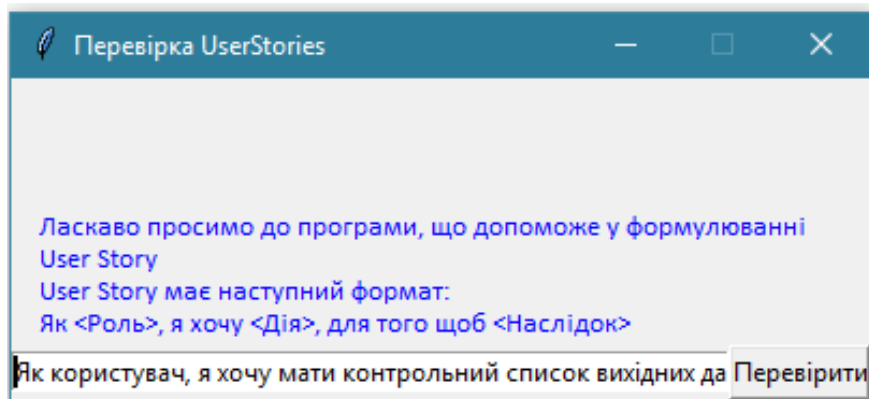 Перевірка UserStories
Ласкаво просимо до програми, що допоможе у формулюванні
User Story
User Story має наступний формат:
Як <Роль>, я хочу <Дія>, для того щоб <Наслідок>
Як користувач, я хочу мати контрольний список вихідних да Перевірити